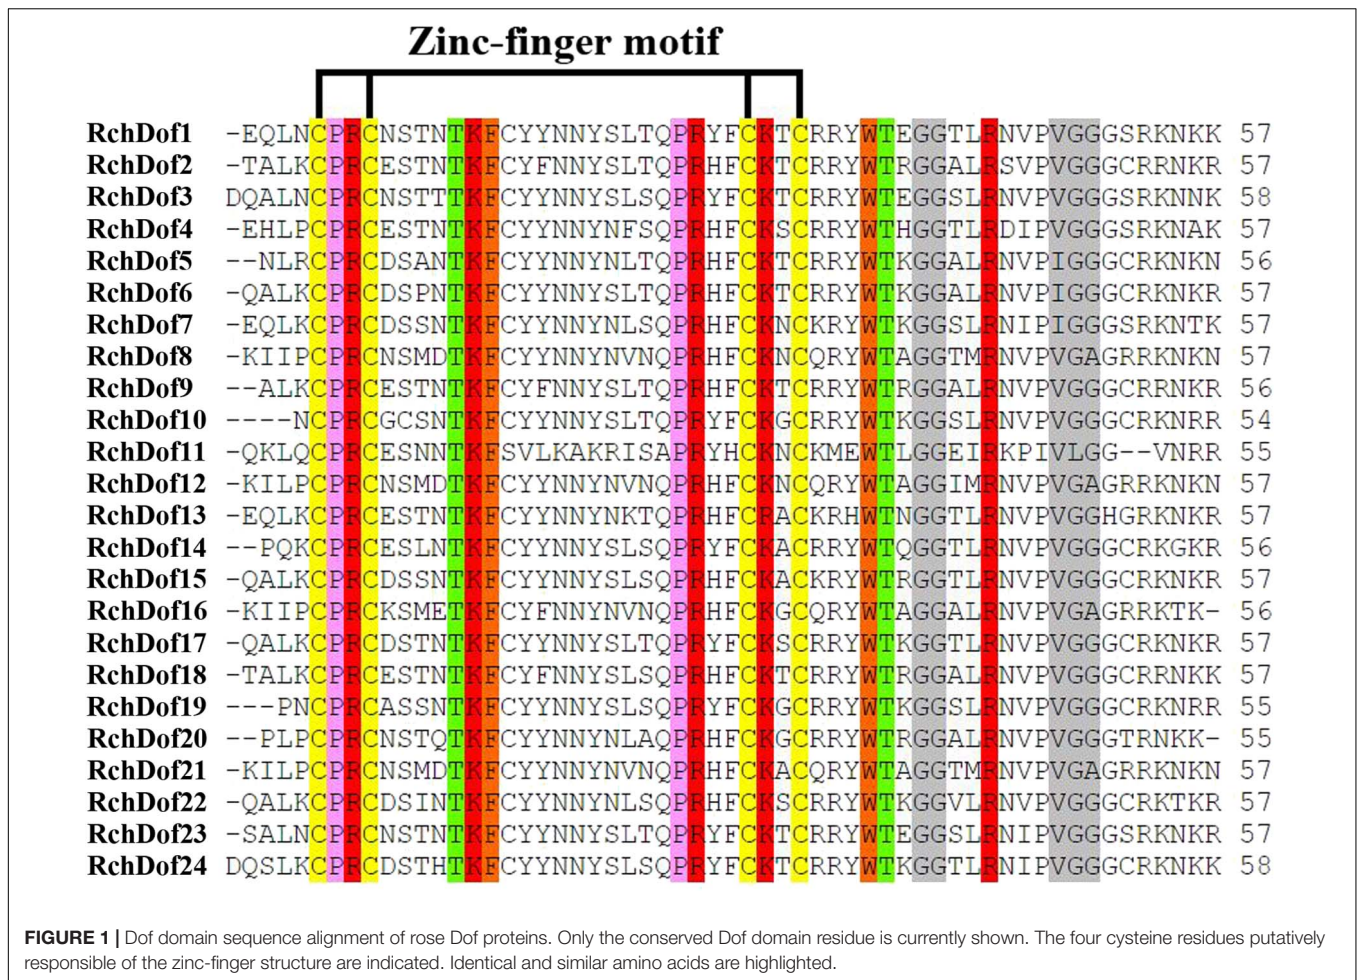 Zinc-finger motif
RchDof1 -EQLNCPRCNSTNTKFCYYNNYSLTQPRYFCKTCRRYWTEGGTLRNVPVGGGSRKNKK 57
RchDof2 -TALKCPRCESTNTKFCYFNNYSLTQPRHFCKTCRRYWTRGGALRSVPVGGGCRRNKR 57
RchDof3 DQALNCPRCNSTTTKFCYYNNYSLSQPRYFCKTCRRYWTEGGSLRNVPVGGGSRKNNK 58
RchDof4 -EHLPCPRCESTNTKFCYYNNYNFSQPRHFCKSCRRYWTHGGTLRDIPVGGGSRKNAK 57
RchDof5 --NLRCPRCDSANTKFCYYNNYNLTQPRHFCKTCRRYWTKGGALRNVPIGGGCRKNKN 56
RchDof6 -QALKCPRCDSPNTKFCYYNNYSLTQPRHFCKTCRRYWTKGGALRNVPIGGGCRKNKR 57
RchDof7 -EQLKCPRCDSSNTKFCYYNNYNLSQPRHFCKNCKRYWTKGGSLRNIPIGGGSRKNTK 57
RchDof8 -KIIPCPRCNSMDTKFCYYNNYNVNQPRHFCKNCQRYWTAGGTMRNVPVGAGRRKNKN 57
RchDof9 --ALKCPRCESTNTKFCYFNNYSLTQPRHFCKTCRRYWTRGGALRNVPVGGGCRRNKR 56
RchDof10 ----NCPRCGCSNTKFCYYNNYSLTQPRYFCKGCRRYWTKGGSLRNVPVGGGCRKNRR 54
RchDof11 -QKLQCPRCESNNTKFSVLKAKRISAPRYHCKNCKMEWTLGGEIRKPIVLGG--VNRR 55
RchDof12 -KILPCPRCNSMDTKFCYYNNYNVNQPRHFCKNCQRYWTAGGIMRNVPVGAGRRKNKN 57
RchDof13 -EQLKCPRCESTNTKFCYYNNYNKTQPRHFCRACKRHWTNGGTLRNVPVGGHGRKNKR 57
RchDof14 --PQKCPRCESLNTKFCYYNNYSLSQPRYFCKACRRYWTQGGTLRNVPVGGGCRKGKR 56
RchDof15 -QALKCPRCDSSNTKFCYYNNYSLSQPRHFCKACKRYWTRGGTLRNVPVGGGCRKNKR 57
RchDof16 -KIIPCPRCKSMETKFCYFNNYNVNQPRHFCKGCQRYWTAGGALRNVPVGAGRRKTK- 56
RchDof17 -QALKCPRCDSTNTKFCYYNNYSLTQPRYFCKSCRRYWTKGGTLRNVPVGGGCRKNKR 57
RchDof18 -TALKCPRCESTNTKFCYFNNYSLTQPRHFCKTCRRYWTRGGALRNVPVGGGCRRNKK 57
RchDof19 ---PNCPRCASSNTKFCYYNNYSLSQPRYFCKGCRRYWTKGGSLRNVPVGGGCRKNRR 55
RchDof20 --PLPCPRCNSTQTKFCYYNNYNLAQPRHFCKGCRRYWTRGGALRNVPVGGGTRNKK- 55
RchDof21 -KILPCPRCNSMDTKFCYYNNYNVNQPRHFCKACQRYWTAGGTMRNVPVGAGRRKNKN 57
RchDof22 -QALKCPRCDSINTKFCYYNNYNLSQPRHFCKSCRRYWTKGGVLRNVPVGGGCRKTKR 57
RchDof23 -SALNCPRCNSTNTKFCYYNNYSLTQPRYFCKTCRRYWTEGGSLRNIPVGGGSRKNKR 57
RchDof24 DQSLKCPRCDSTHTKFCYYNNYSLSQPRYFCKTCRRYWTKGGTLRNIPVGGGCRKNKK 58
FIGURE 1 | Dof domain sequence alignment of rose Dof proteins. Only the conserved Dof domain residue is currently shown. The four cysteine residues putatively
responsible of the zinc-finger structure are indicated. Identical and similar amino acids are highlighted.